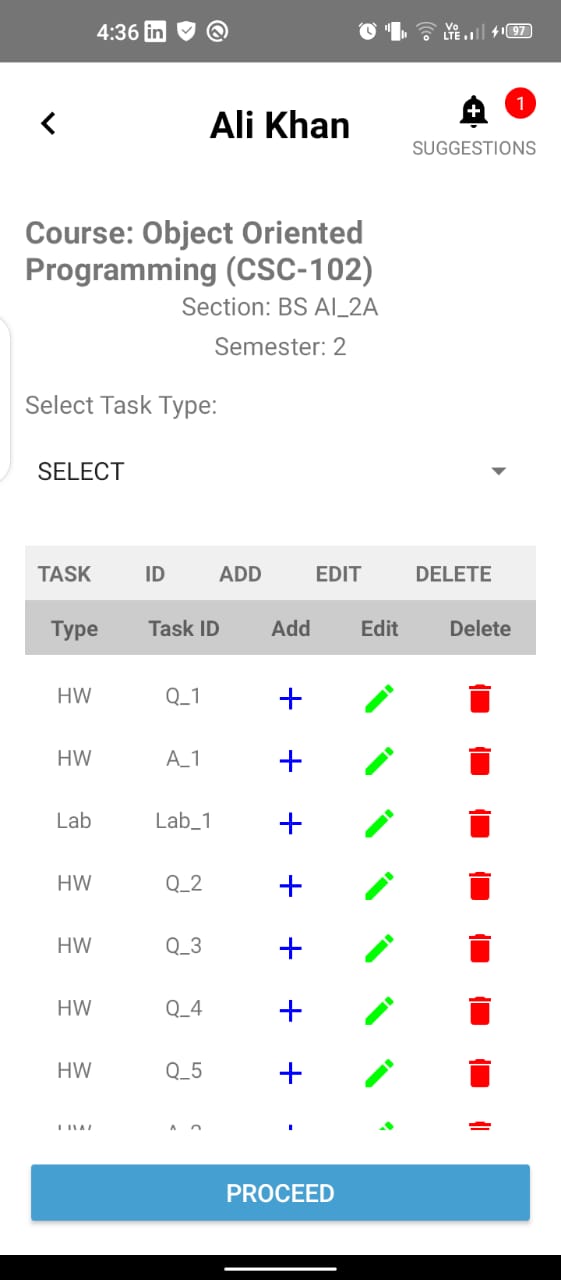 4:36 in Vo LTE 97
Ali Khan
1
SUGGESTIONS
Course: Object Oriented
Programming (CSC-102)
Section: BS AI_2A
Semester: 2
Select Task Type:
SELECT
TASK ID ADD EDIT DELETE
Type Task ID Add Edit Delete
HW Q_1
HW A_1
Lab Lab_1
HW Q_2
HW Q_3
HW Q_4
HW Q_5
PROCEED